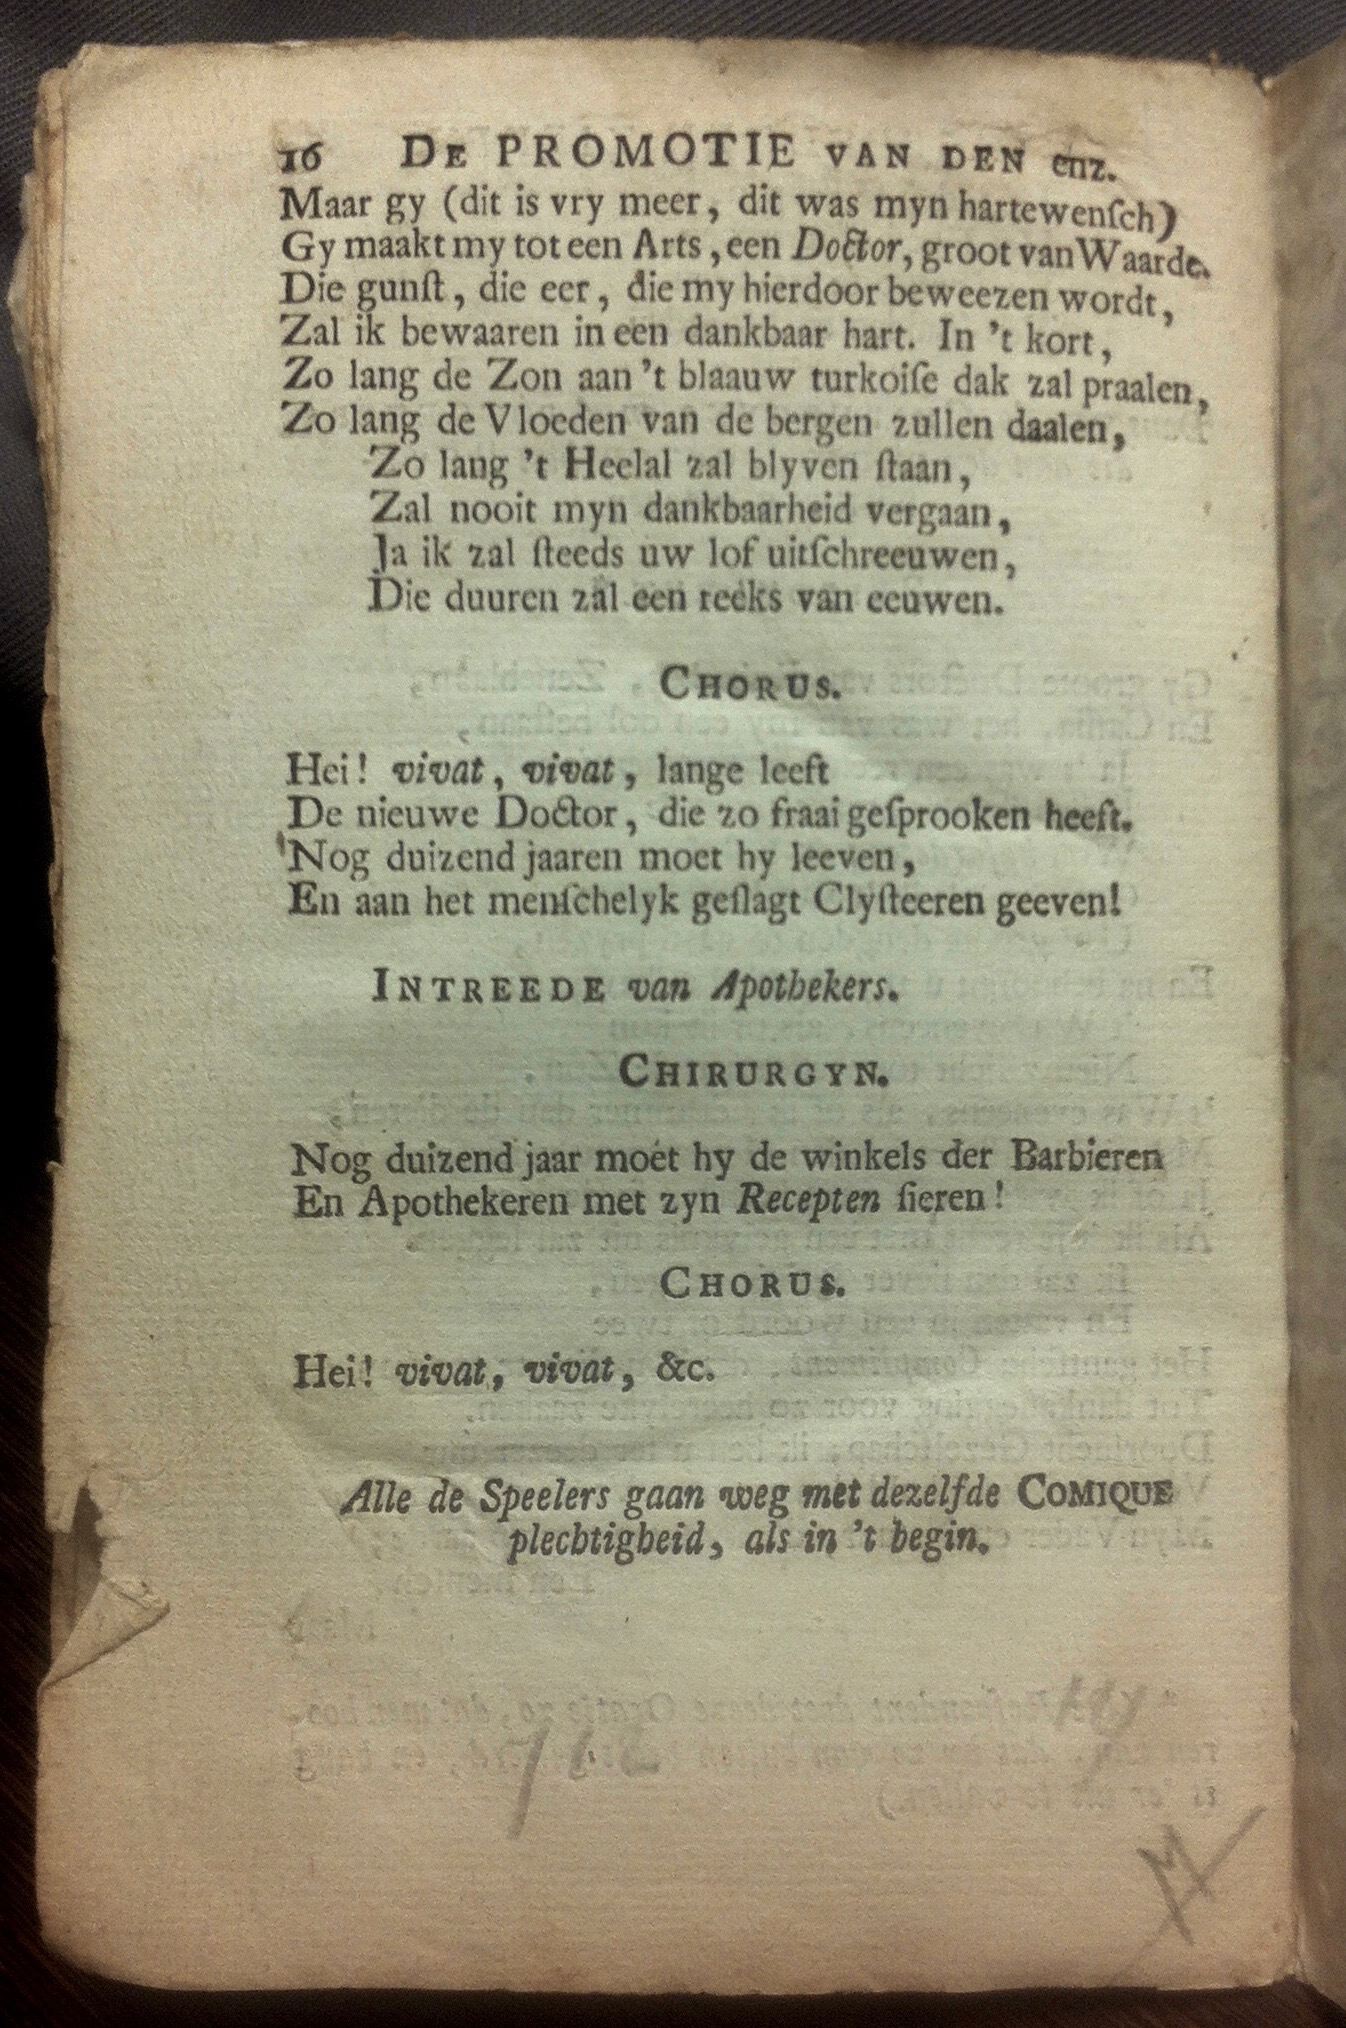 16 DE PROMOTIE VAN DEN enz.
Maar gy (dit is vry meer, dit was myn hartewenſch)
Gy maakt my tot een Arts, een Doctor, groot van Waarde.
Die gunſt, die eer, die my hierdoor beweezen wordt,
Zal ik bewaaren in een dankbaar hart. In 't kort,
Zo lang de Zon aan 't blaauw turkoiſe dak zal praalen,
Zo lang de Vloeden van de bergen zullen daalen,
Zo lang 't Heelal zal blyven ſtaan,
Zal nooit myn dankbaarheid vergaan,
Ja ik zal ſteeds uw lof uitſchreeuwen,
Die duuren zal een reeks van eeuwen.
CHORUS.
Hei! vivat, vivat, lange leeft
De nieuwe Doctor, die zo fraai geſprooken heeft.
Nog duizend jaaren moet hy leeven,
En aan het menſchelyk geſlagt Clyſteeren geeven!
INTREEDE van Apothekers.
CHIRURGYN.
Nog duizend jaar moet hy de winkels der Barbieren
En Apothekeren met zyn Recepten ſieren!
CHORUS.
Hei! vivat, vivat, &c.
Alle de Speelers gaan weg met dezelfde COMIQUE
plechtigheid, als in 't begin.